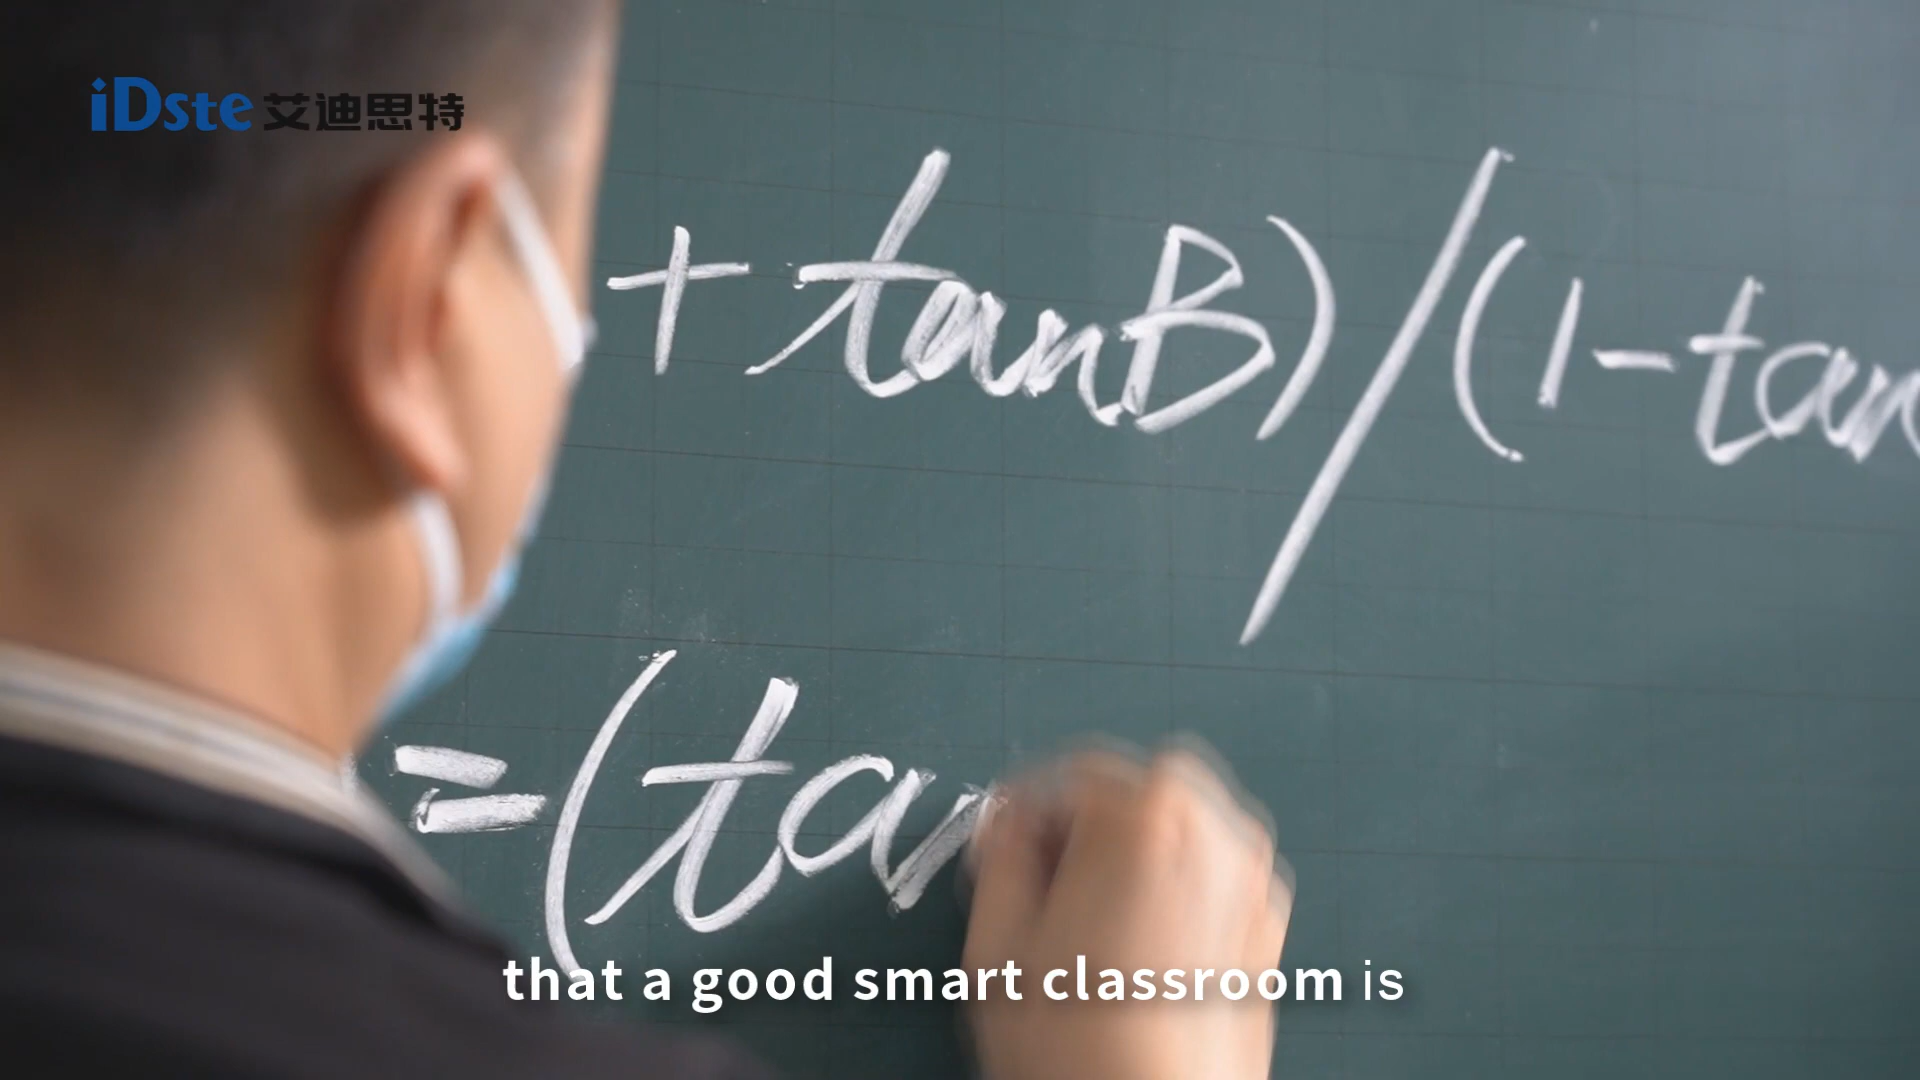 iDste 艾迪思特
+ tanB) / (1 - tan
= (tan
that a good smart classroom is